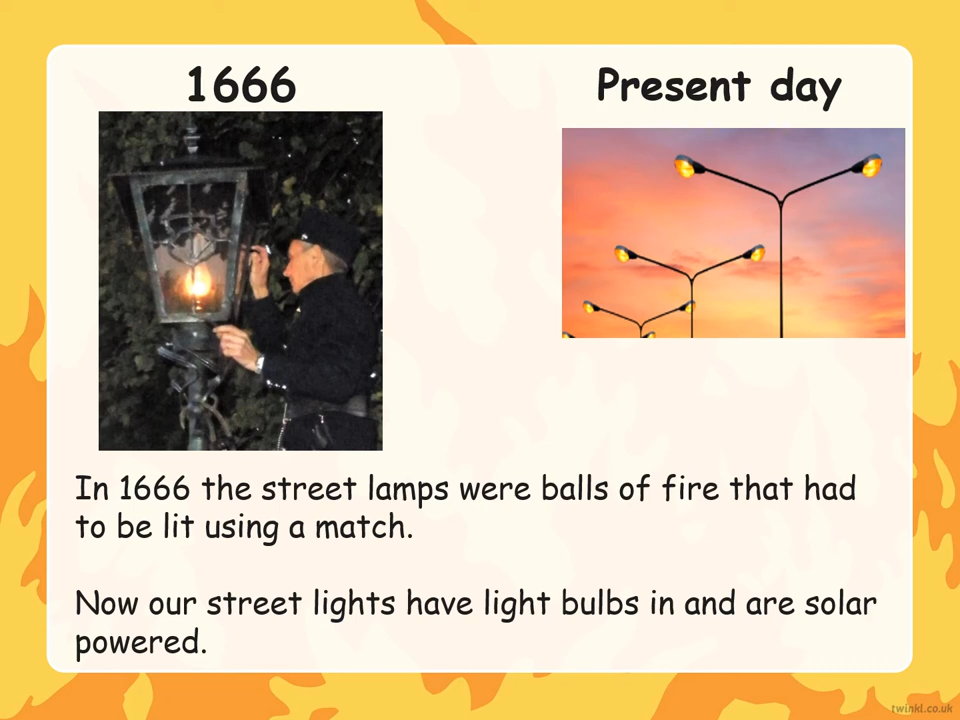 1666
Present day
In 1666 the street lamps were balls of fire that had
to be lit using a match.
Now our street lights have light bulbs in and are solar
powered.
twinkl.co.uk